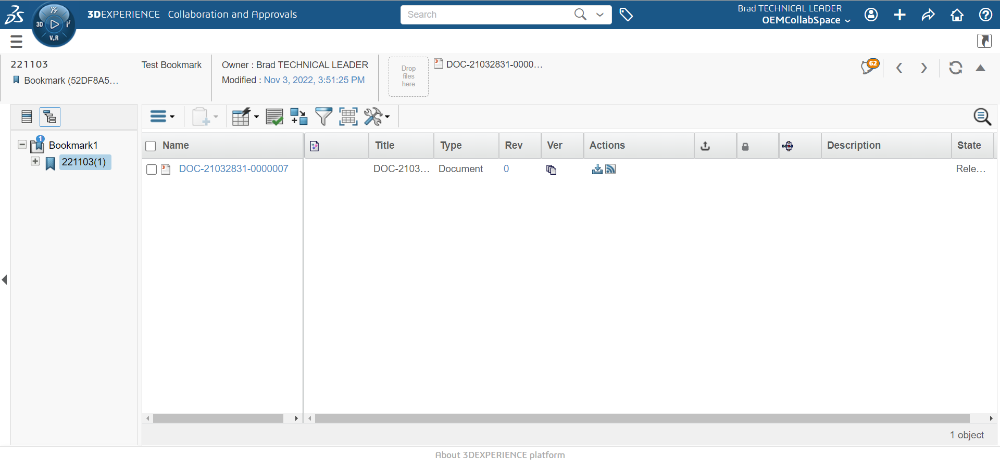 3DEXPERIENCE Collaboration and Approvals
Search
Brad TECHNICAL LEADER
OEMCollabSpace
3D
V.R
221103
Test Bookmark
Bookmark (52DF8A5...
Owner : Brad TECHNICAL LEADER
Modified : Nov 3, 2022, 3:51:25 PM
Drop
files
here
DOC-21032831-0000...
62
1
Bookmark1
221103(1)
Name Title Type Rev Ver Actions Description State
DOC-21032831-0000007 DOC-2103... Document 0 Rele...
1 object
About 3DEXPERIENCE platform